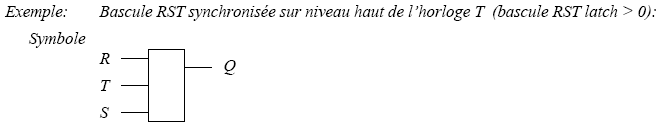 Exemple: Bascule RST synchronisée sur niveau haut de l'horloge T (bascule RST latch > 0):
Symbole
R
Q
T
S